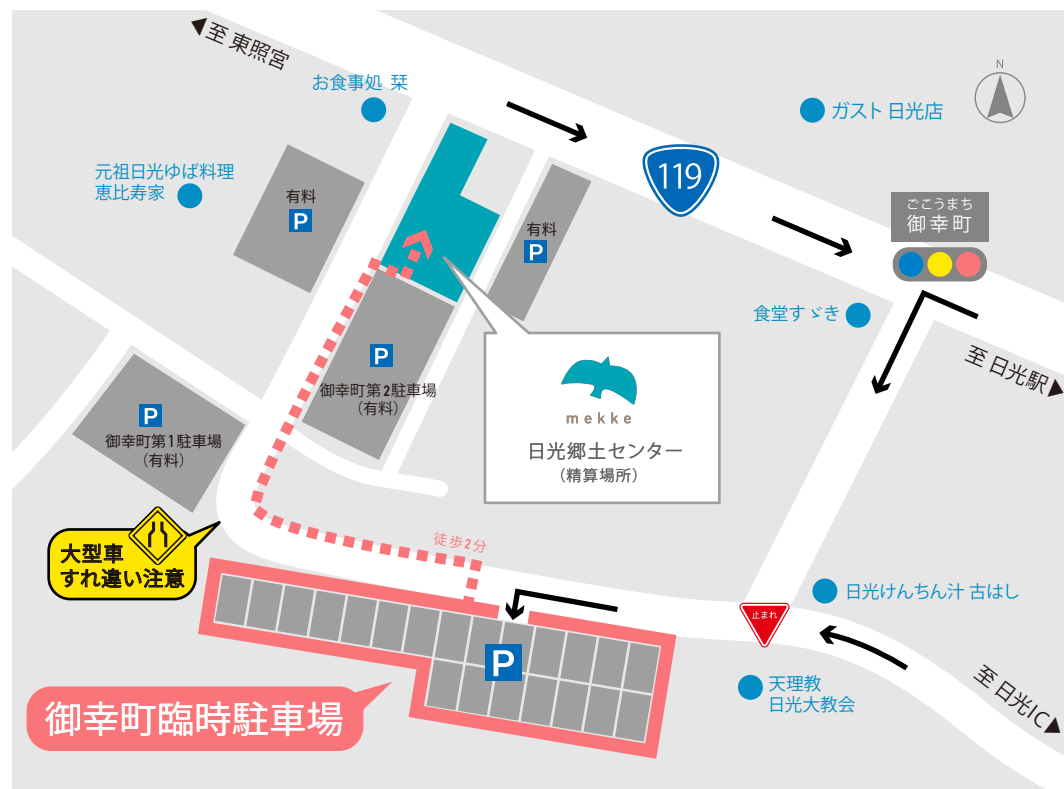 至 東照宮
お食事処 栞
N
ガスト 日光店
119
元祖日光ゆば料理
恵比寿家
有料
P
有料
P
ごこうまち
御幸町
食堂すゞき
至 日光駅
P
御幸町第2駐車場
(有料)
mekke
日光郷土センター
(精算場所)
P
御幸町第1駐車場
(有料)
大型車
すれ違い注意
徒歩2分
日光けんちん汁 古はし
止まれ
P
天理教
日光大教会
至 日光IC
御幸町臨時駐車場